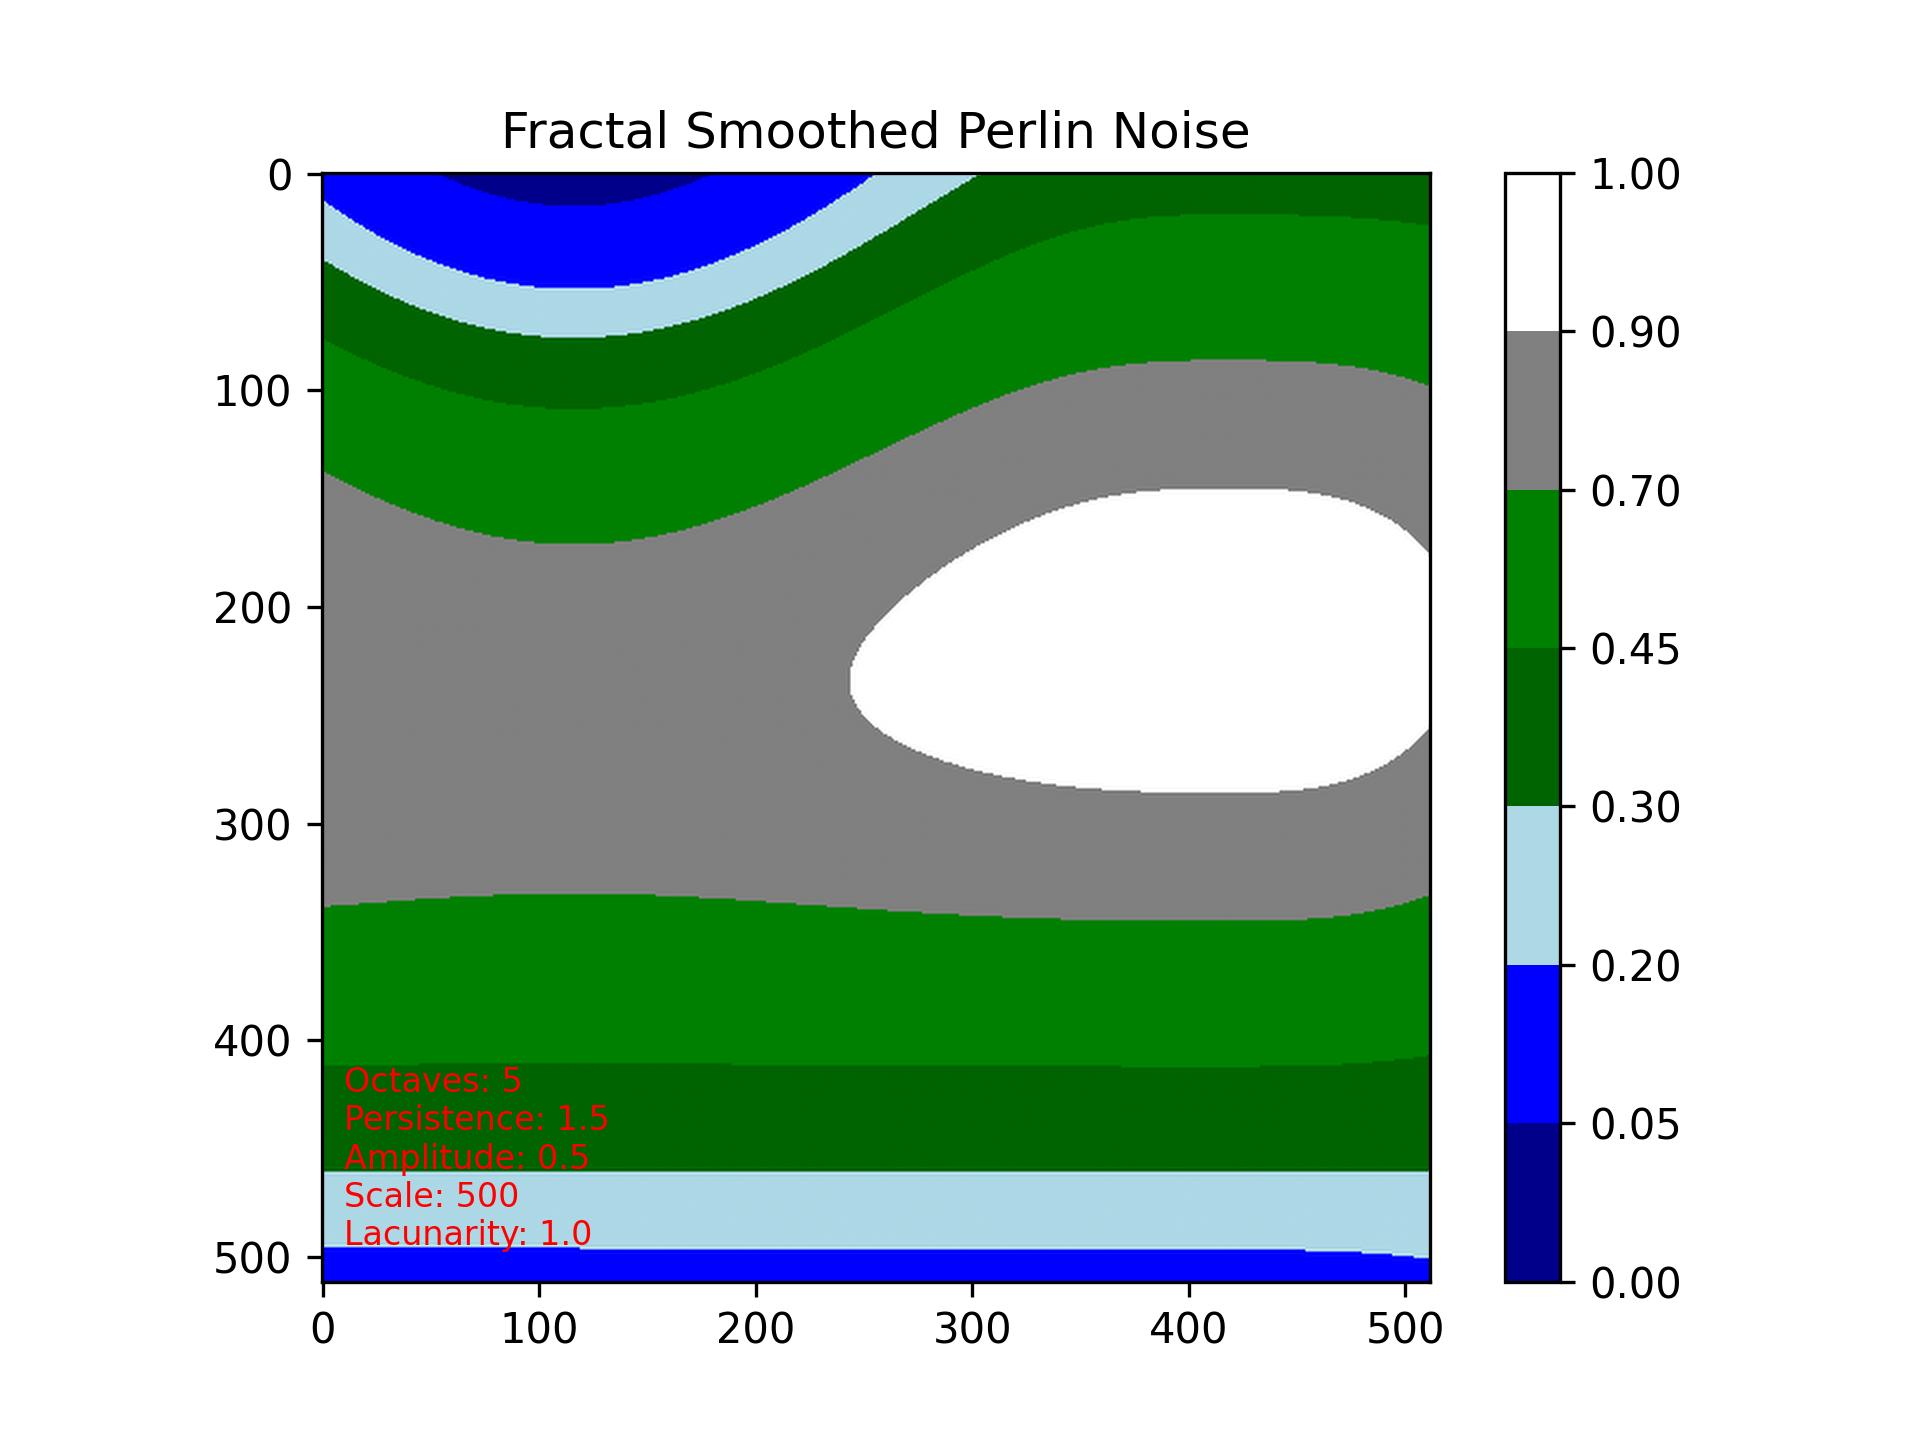 Fractal Smoothed Perlin Noise
0
100
200
300
400
500
Octaves: 5
Persistence: 1.5
Amplitude: 0.5
Scale: 500
Lacunarity: 1.0
0 100 200 300 400 500
1.00
0.90
0.70
0.45
0.30
0.20
0.05
0.00